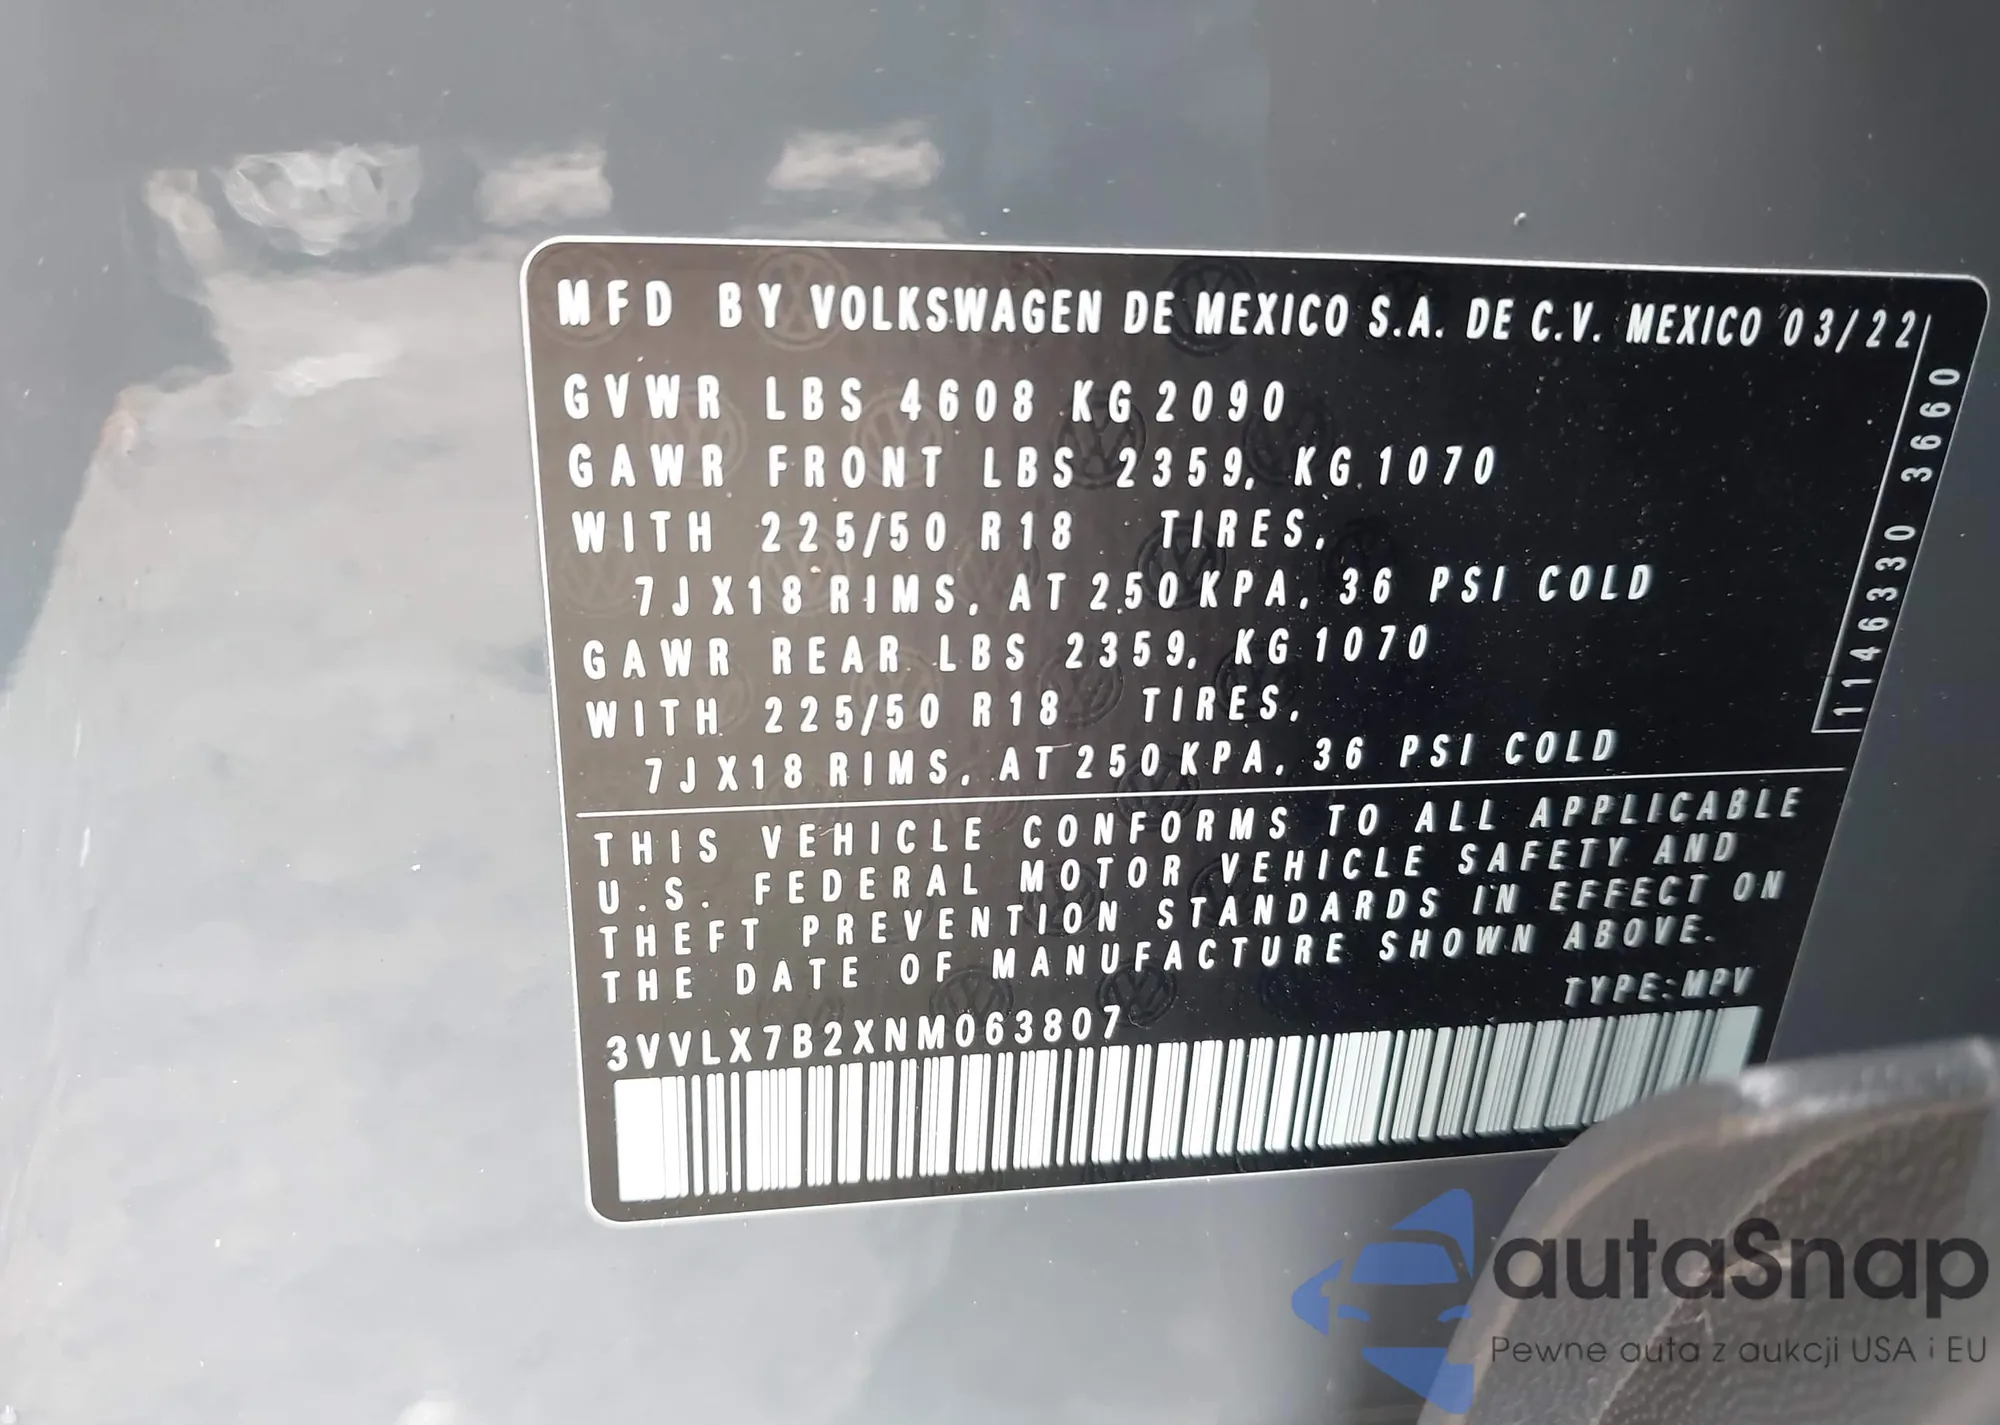 MFD BY VOLKSWAGEN DE MEXICO S.A. DE C.V. MEXICO 03/22
GVWR LBS 4608 KG 2090
GAWR FRONT LBS 2359, KG 1070
WITH 225/50 R18 TIRES,
7JX18 RIMS, AT 250 KPA, 36 PSI COLD
GAWR REAR LBS 2359, KG 1070
WITH 225/50 R18 TIRES,
7JX18 RIMS, AT 250 KPA, 36 PSI COLD
1146330 3660
THIS VEHICLE CONFORMS TO ALL APPLICABLE
U.S. FEDERAL MOTOR VEHICLE SAFETY AND
THEFT PREVENTION STANDARDS IN EFFECT ON
THE DATE OF MANUFACTURE SHOWN ABOVE.
TYPE:MPV
3VVLX7B2XNM063807
autaSnap
Pewne auta z aukcji USA i EU